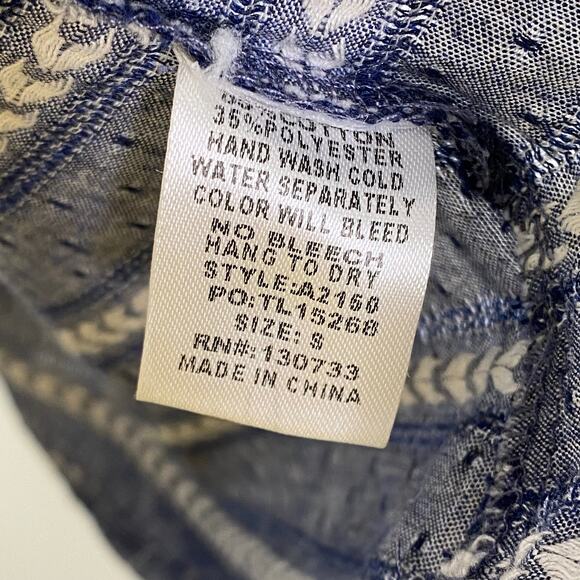 65%COTTON
35%POLYESTER
HAND WASH COLD
WATER SEPARATELY
COLOR WILL BLEED
NO BLEECH
HANG TO DRY
STYLE:A2160
PO:TL15268
SIZE: S
RN#:130733
MADE IN CHINA